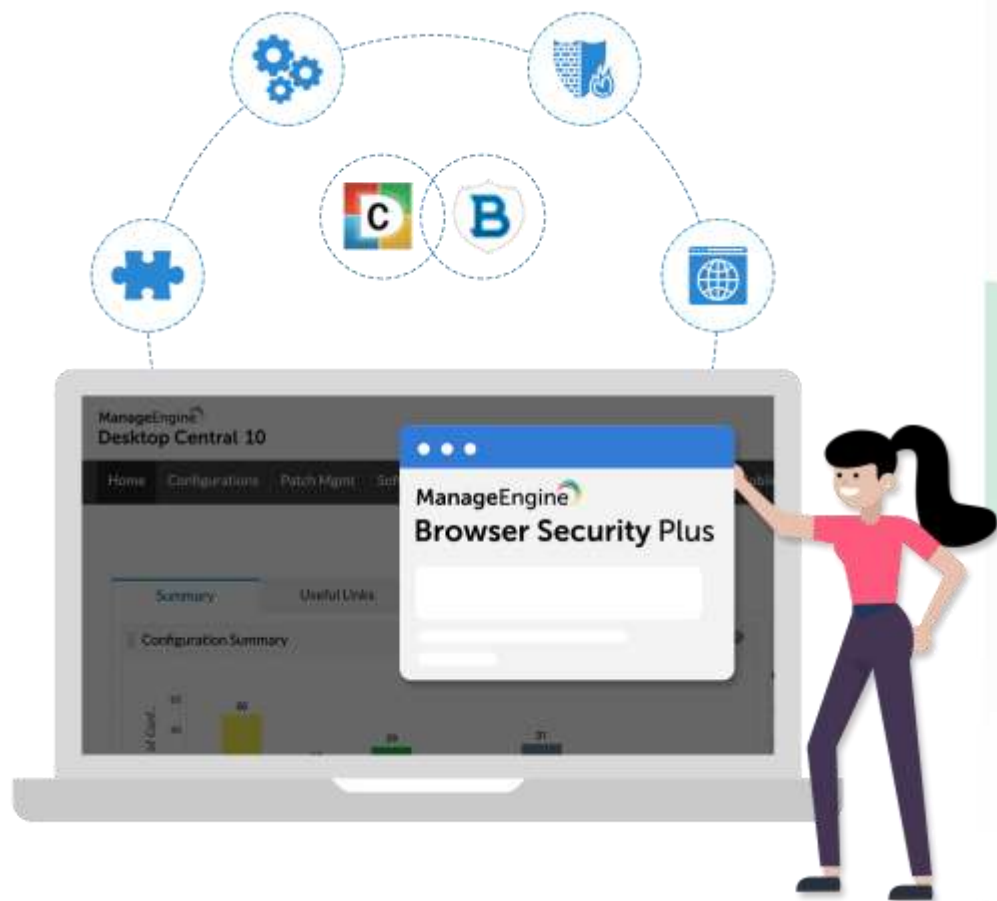 C
B
ManageEngine
Desktop Central 10
Home Configurations Patch Mgmt
ManageEngine
Browser Security Plus
Summary Useful Links
Configuration Summary